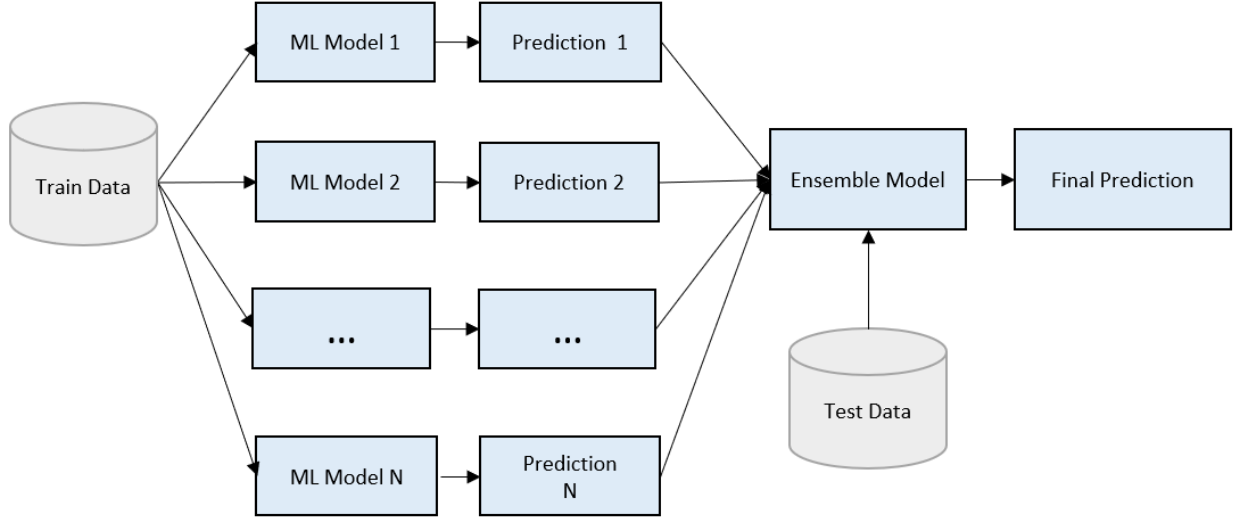 ML Model 1
Prediction 1
Train Data
ML Model 2
Prediction 2
Ensemble Model
Final Prediction
...
...
Test Data
ML Model N
Prediction
N